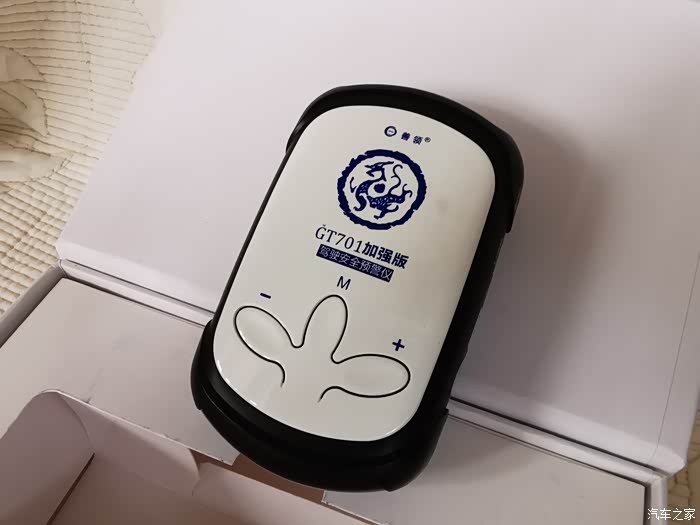 善领®
GT701加强版
驾驶安全预警仪
M
-
+
汽车之家